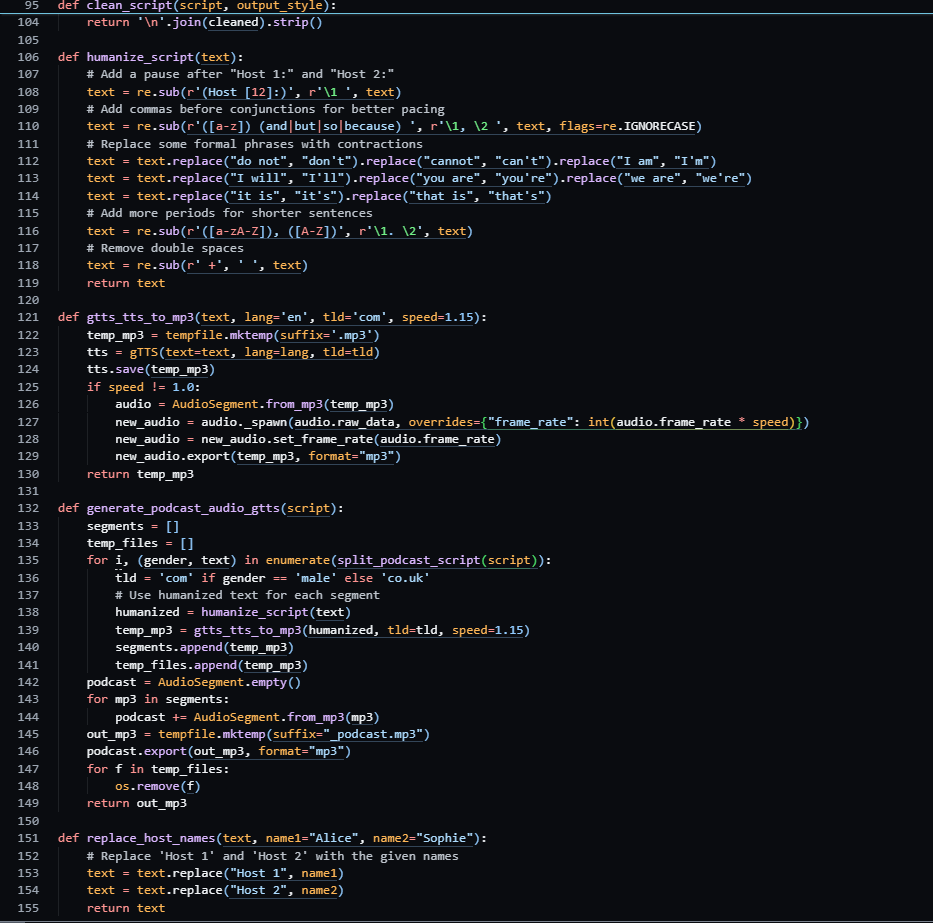 95 def clean_script(script, output_style):
104     return '\n'.join(cleaned).strip()
105
106 def humanize_script(text):
107     # Add a pause after "Host 1:" and "Host 2:"
108     text = re.sub(r'(Host [12]:)', r'\1 ', text)
109     # Add commas before conjunctions for better pacing
110     text = re.sub(r'([a-z]) (and|but|so|because) ', r'\1, \2 ', text, flags=re.IGNORECASE)
111     # Replace some formal phrases with contractions
112     text = text.replace("do not", "don't").replace("cannot", "can't").replace("I am", "I'm")
113     text = text.replace("I will", "I'll").replace("you are", "you're").replace("we are", "we're")
114     text = text.replace("it is", "it's").replace("that is", "that's")
115     # Add more periods for shorter sentences
116     text = re.sub(r'([a-zA-Z]), ([A-Z])', r'\1. \2', text)
117     # Remove double spaces
118     text = re.sub(r' +', ' ', text)
119     return text
120
121 def gtts_tts_to_mp3(text, lang='en', tld='com', speed=1.15):
122     temp_mp3 = tempfile.mktemp(suffix='.mp3')
123     tts = gTTS(text=text, lang=lang, tld=tld)
124     tts.save(temp_mp3)
125     if speed != 1.0:
126         audio = AudioSegment.from_mp3(temp_mp3)
127         new_audio = audio._spawn(audio.raw_data, overrides={"frame_rate": int(audio.frame_rate * speed)})
128         new_audio = new_audio.set_frame_rate(audio.frame_rate)
129         new_audio.export(temp_mp3, format="mp3")
130     return temp_mp3
131
132 def generate_podcast_audio_gtts(script):
133     segments = []
134     temp_files = []
135     for i, (gender, text) in enumerate(split_podcast_script(script)):
136         tld = 'com' if gender == 'male' else 'co.uk'
137         # Use humanized text for each segment
138         humanized = humanize_script(text)
139         temp_mp3 = gtts_tts_to_mp3(humanized, tld=tld, speed=1.15)
140         segments.append(temp_mp3)
141         temp_files.append(temp_mp3)
142     podcast = AudioSegment.empty()
143     for mp3 in segments:
144         podcast += AudioSegment.from_mp3(mp3)
145     out_mp3 = tempfile.mktemp(suffix="_podcast.mp3")
146     podcast.export(out_mp3, format="mp3")
147     for f in temp_files:
148         os.remove(f)
149     return out_mp3
150
151 def replace_host_names(text, name1="Alice", name2="Sophie"):
152     # Replace 'Host 1' and 'Host 2' with the given names
153     text = text.replace("Host 1", name1)
154     text = text.replace("Host 2", name2)
155     return text